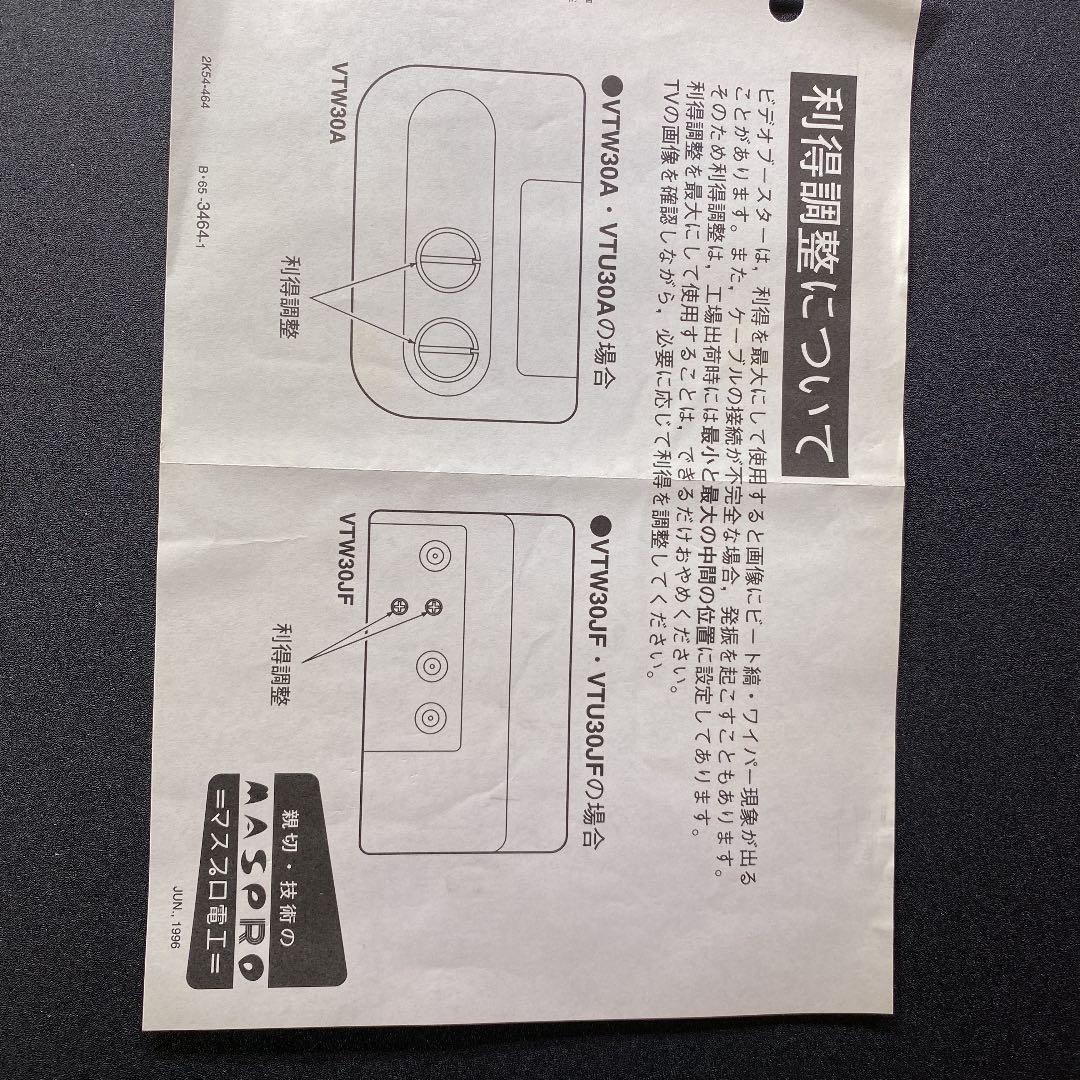 利得調整について
ビデオブースターは，利得を最大にして使用すると画像にビート縞・ワイパー現象が出る
ことがあります。また，ケーブルの接続が不完全な場合，発振を起こすこともあります。
そのため利得調整は，工場出荷時には最小と最大の中間の位置に設定してあります。
利得調整を最大にして使用することは，できるだけおやめください。
TVの画像を確認しながら，必要に応じて利得を調整してください。
●VTW30A・VTU30Aの場合
利得調整
VTW30A
●VTW30JF・VTU30JFの場合
利得調整
VTW30JF
2K54-464
B・65-3464-1
親切・技術の
MASPRO
=マスプロ電工=
JUN., 1996